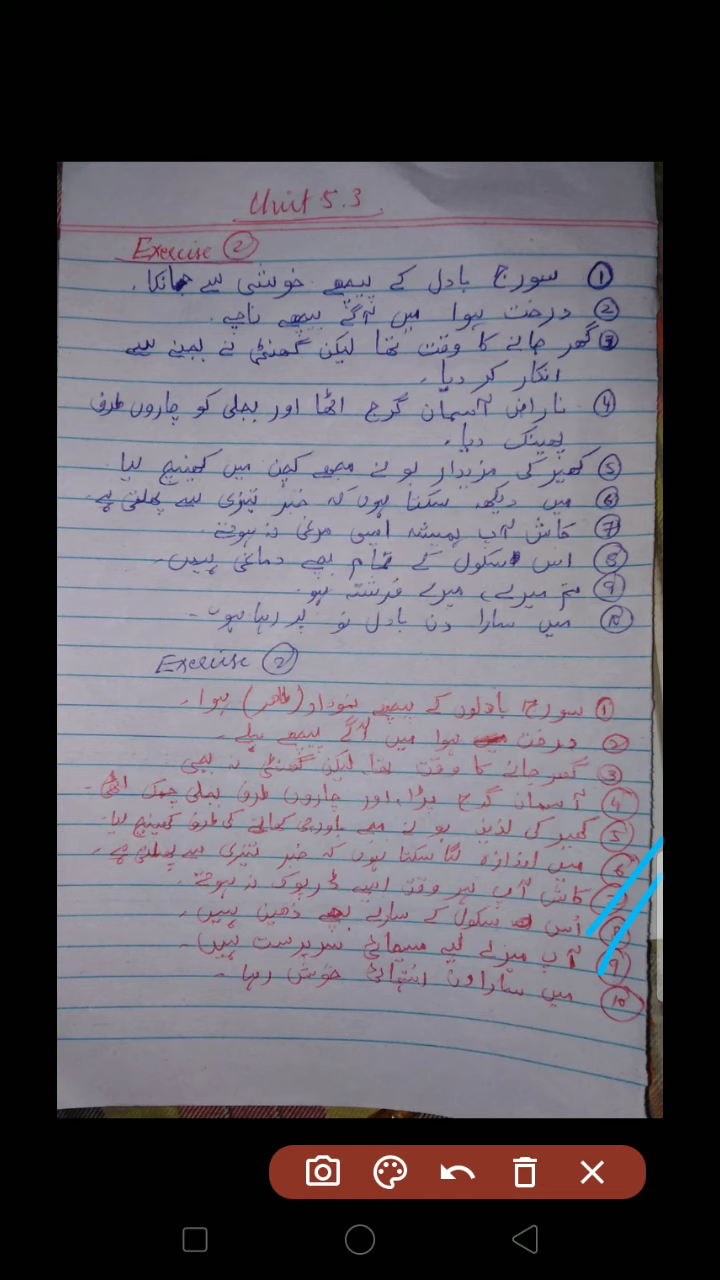 Unit 5.3
Exercise ②
① سورج بادل کے پیچھے خوشی سے جھانکا۔
② درخت ہوا میں آگے پیچھے ناچے۔
③ گھر جانے کا وقت تھا لیکن گھنٹی نے بجنے سے
انکار کر دیا۔
④ ناراض آسمان گرج اٹھا اور بجلی کو چاروں طرف
پھینک دیا۔
⑤ کھیر کی مزیدار بو نے مجھے کچن میں کھینچ لیا
⑥ میں دیکھ سکتا ہوں کہ خبر تیزی سے پھیلتی ہے۔
⑦ کاش آپ ہمیشہ ایسی مرغی نہ ہوتے۔
⑧ اس سکول کے تمام بچے دماغی ہیں۔
⑨ تم میرے، میرے فرشتہ ہو۔
⑩ میں سارا دن بادل نو پر رہا ہوں۔
Exercise ②
① سورج بادلوں کے پیچھے نمودار (ظاہر) ہوا۔
② درخت ہوا میں آگے پیچھے ہلے۔
③ گھر جانے کا وقت تھا، لیکن گھنٹی نہ بجی
④ آسمان گرج پڑا، اور چاروں طرف بجلی چمک اٹھی۔
⑤ کھیر کی لذیذ بو نے مجھے باورچی خانے کی طرف کھینچ لیا۔
⑥ میں اندازہ لگا سکتا ہوں کہ خبر تیزی سے پھیلتی ہے۔
⑦ کاش آپ ہر وقت ایسے ڈرپوک نہ ہوتے۔
⑧ اُس سکول کے سارے بچے ذہین ہیں۔
⑨ آپ میرے لیے سرپرست ہیں۔
⑩ میں سارا دن انتہائی خوش رہا۔